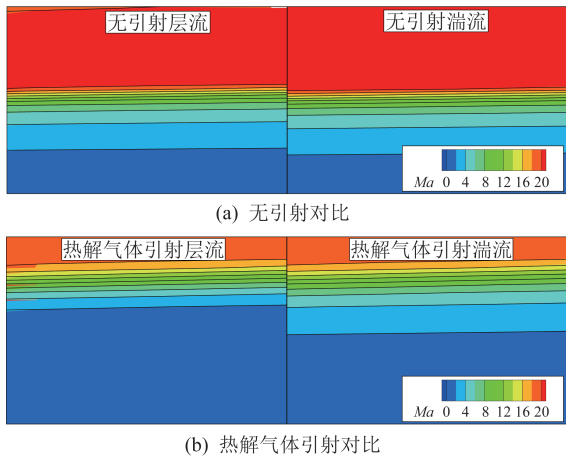 无引射层流 无引射湍流
Ma 0 4 8 12 16 20
(a) 无引射对比
热解气体引射层流 热解气体引射湍流
Ma 0 4 8 12 16 20
(b) 热解气体引射对比